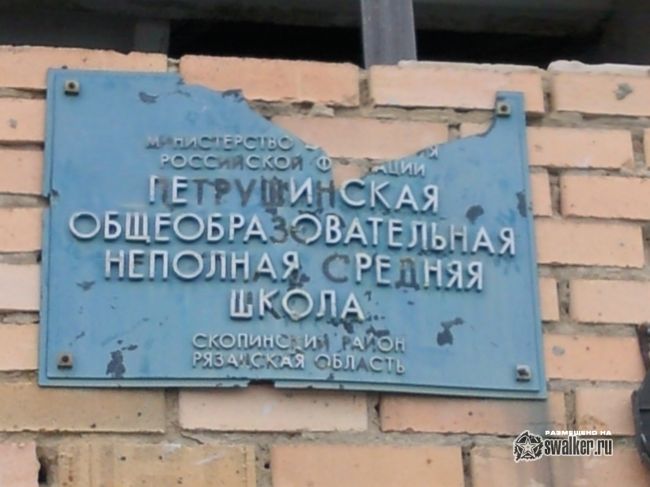 МИНИСТЕРСТВО
РОССИЙСКОЙ
ПЕТРУШИНСКАЯ
ОБЩЕОБРАЗОВАТЕЛЬНАЯ
НЕПОЛНАЯ СРЕДНЯЯ
ШКОЛА
СКОПИНСКИЙ РАЙОН
РЯЗАНСКАЯ ОБЛАСТЬ
РАЗМЕЩЕНО НА
swalker.ru